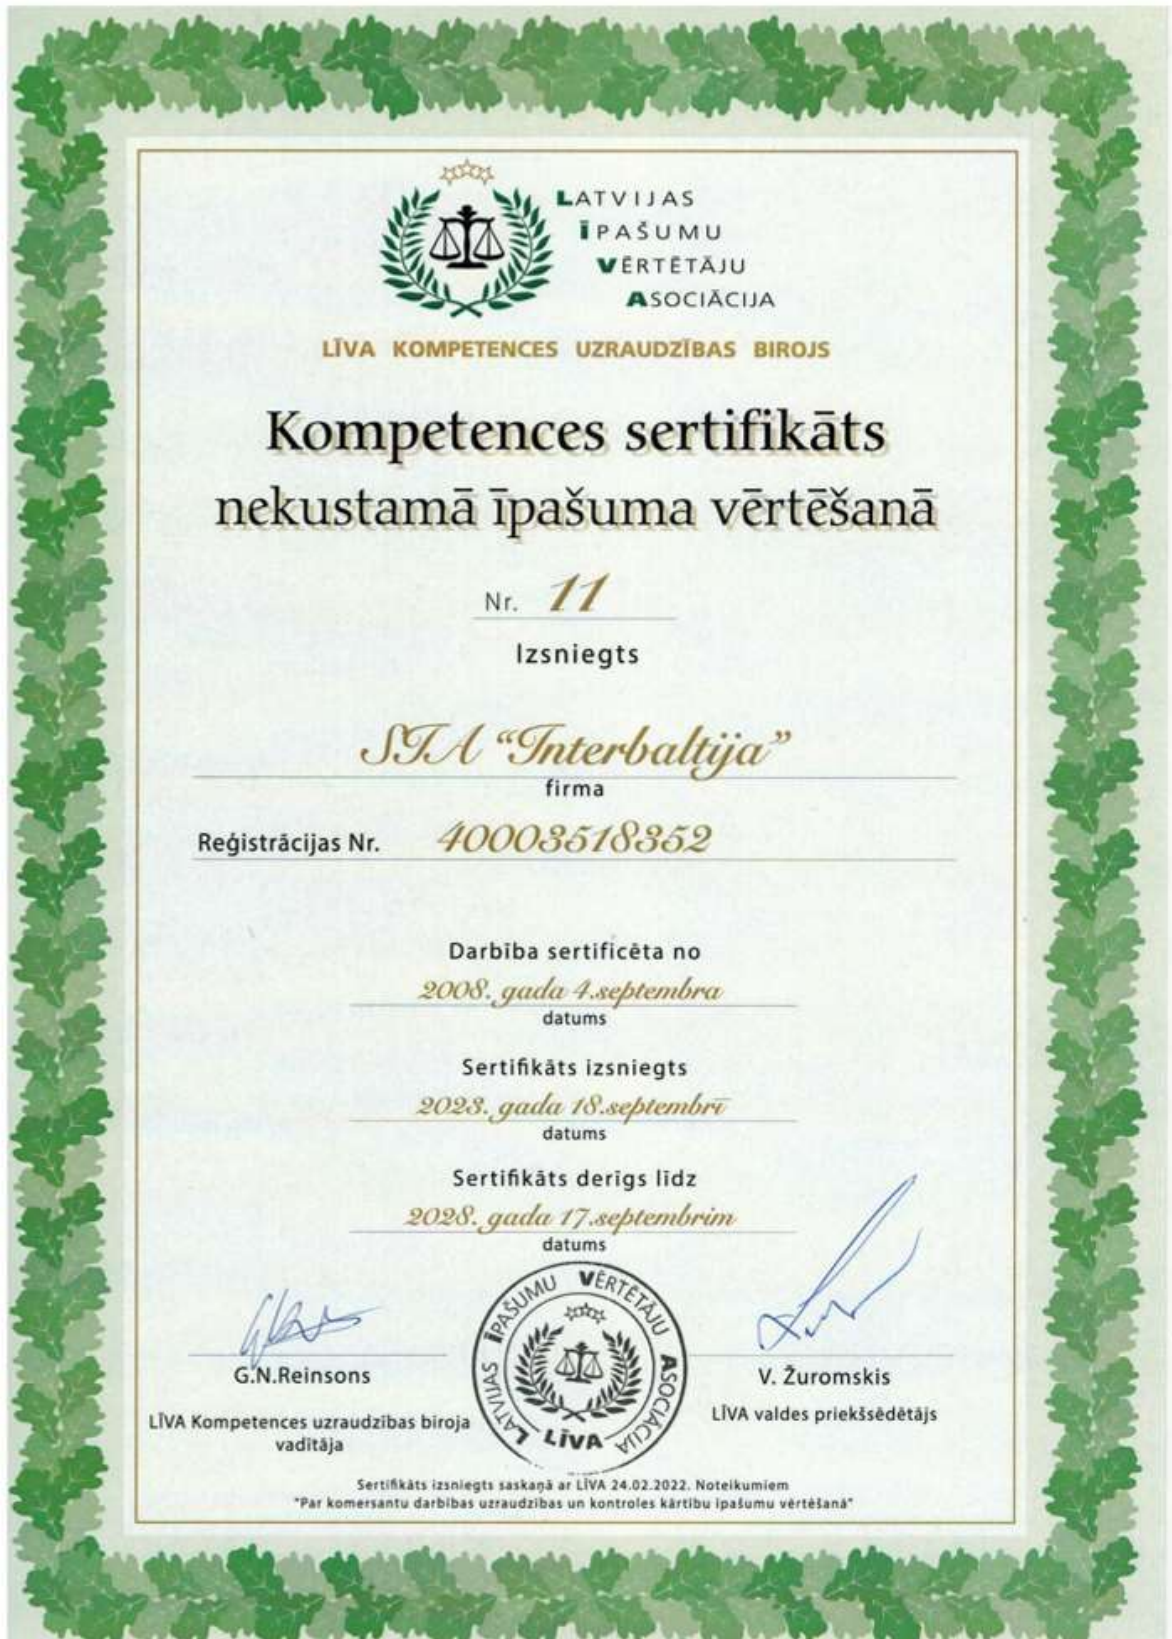 LATVIJAS
ĪPAŠUMU
VĒRTĒTĀJU
ASOCIĀCIJA
LĪVA KOMPETENCES UZRAUDZĪBAS BIROJS
Kompetences sertifikāts
nekustamā īpašuma vērtēšanā
Nr. 11
Izsniegts
SIA “Interbaltija”
firma
Reģistrācijas Nr. 40003518352
Darbība sertificēta no
2008. gada 4.septembra
datums
Sertifikāts izsniegts
2023. gada 18.septembrī
datums
Sertifikāts derīgs līdz
2028. gada 17.septembrim
datums
LATVIJAS ĪPAŠUMU VĒRTĒTĀJU ASOCIĀCIJA
LĪVA
G.N.Reinsons
LĪVA Kompetences uzraudzības biroja
vadītāja
V. Žuromskis
LĪVA valdes priekšsēdētājs
Sertifikāts izsniegts saskaņā ar LĪVA 24.02.2022. Noteikumiem
"Par komersantu darbības uzraudzības un kontroles kārtību īpašumu vērtēšanā"